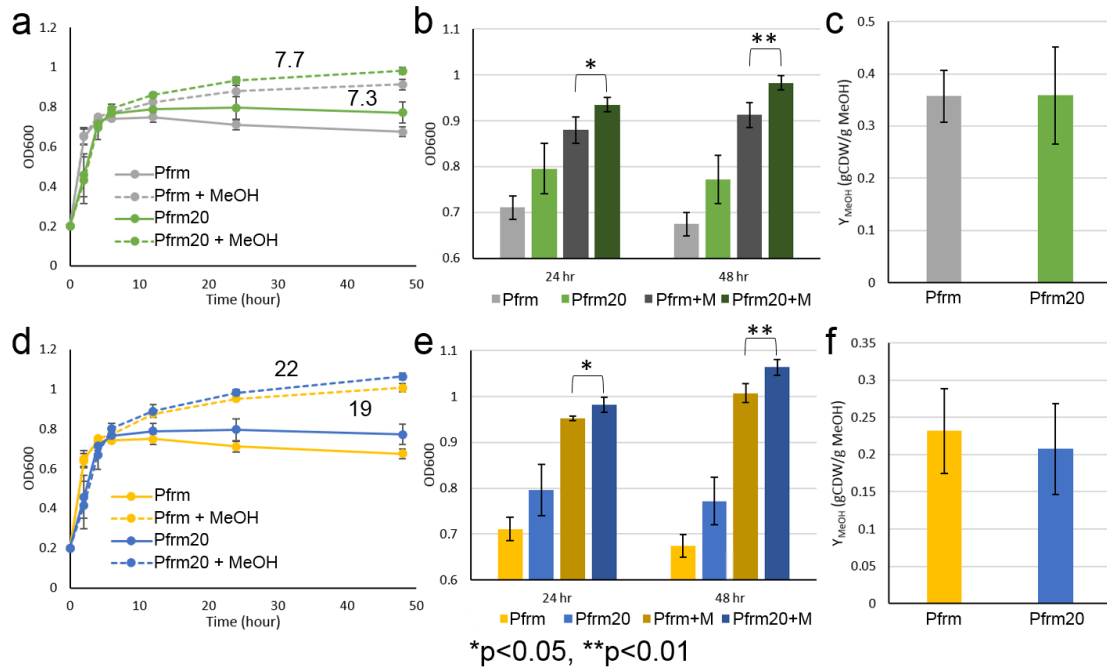 a
OD600
1.2
1
0.8
0.6
0.4
0.2
0
7.7
7.3
Pfrm
Pfrm + MeOH
Pfrm20
Pfrm20 + MeOH
0 10 20 30 40 50
Time (hour)
b
OD600
1.1
1
0.9
0.8
0.7
0.6
*
**
24 hr 48 hr
Pfrm Pfrm20 Pfrm+M Pfrm20+M
c
Y MeOH (gCDW/g MeOH)
0.5
0.4
0.3
0.2
0.1
0
Pfrm Pfrm20
d
OD600
1.2
1
0.8
0.6
0.4
0.2
0
22
19
Pfrm
Pfrm + MeOH
Pfrm20
Pfrm20 + MeOH
0 10 20 30 40 50
Time (hour)
e
OD600
1.1
1
0.9
0.8
0.7
0.6
*
**
24 hr 48 hr
Pfrm Pfrm20 Pfrm+M Pfrm20+M
f
Y MeOH (gCDW/g MeOH)
0.35
0.3
0.25
0.2
0.15
0.1
0.05
0
Pfrm Pfrm20
*p<0.05, **p<0.01